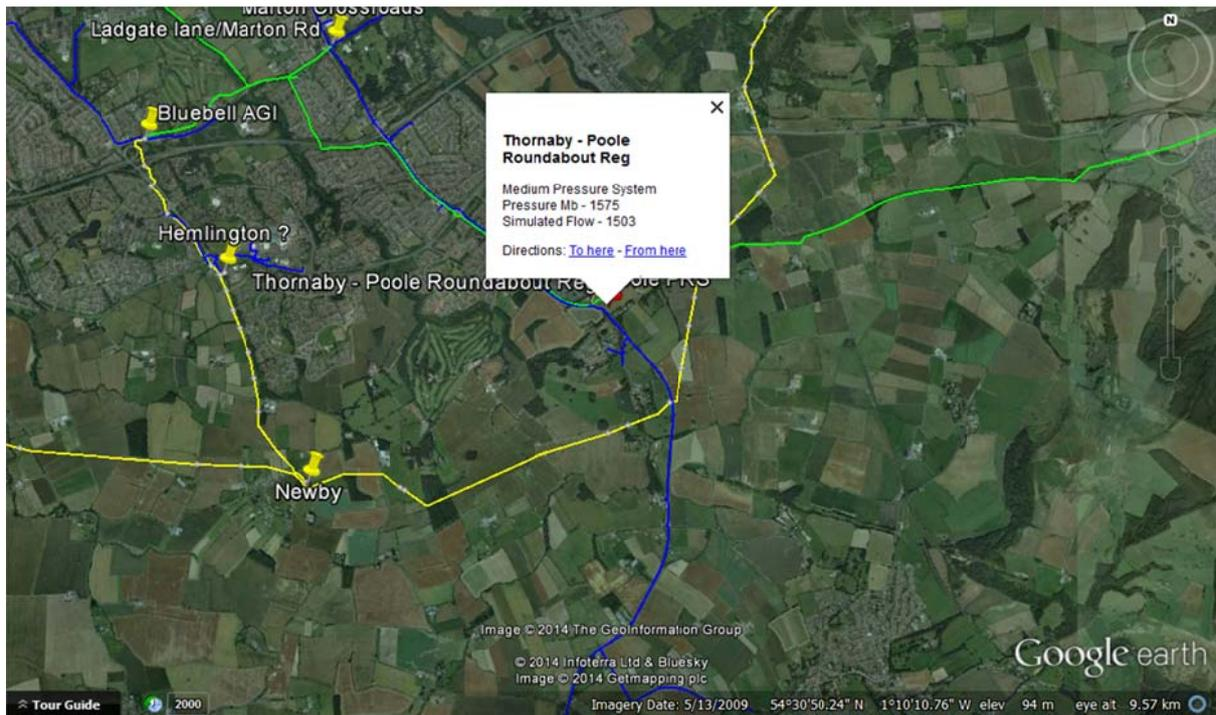 Marton Crossroads
Ladgate lane/Marton Rd
N
Bluebell AGI
Thornaby - Poole
Roundabout Reg
Medium Pressure System
Pressure Mb - 1575
Simulated Flow - 1503
Directions: To here - From here
Hemlington ?
Thornaby - Poole Roundabout Reg
PRS
Newby
Image © 2014 The GeoInformation Group
© 2014 Infoterra Ltd & Bluesky
Image © 2014 Getmapping plc
Google earth
Tour Guide
2000
Imagery Date: 5/13/2009 54°30'50.24" N 1°10'10.76" W elev 94 m eye alt 9.57 km